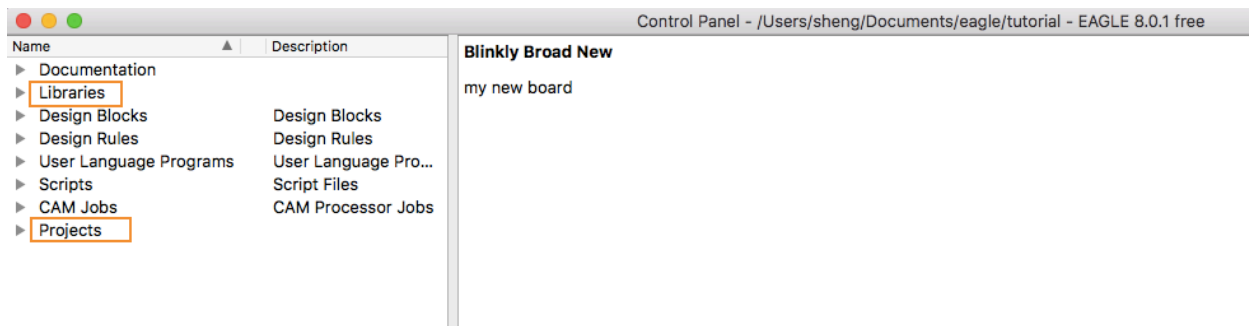 Control Panel - /Users/sheng/Documents/eagle/tutorial - EAGLE 8.0.1 free
Name Description
Documentation
Libraries
Design Blocks Design Blocks
Design Rules Design Rules
User Language Programs User Language Pro...
Scripts Script Files
CAM Jobs CAM Processor Jobs
Projects
Blinkly Broad New
my new board